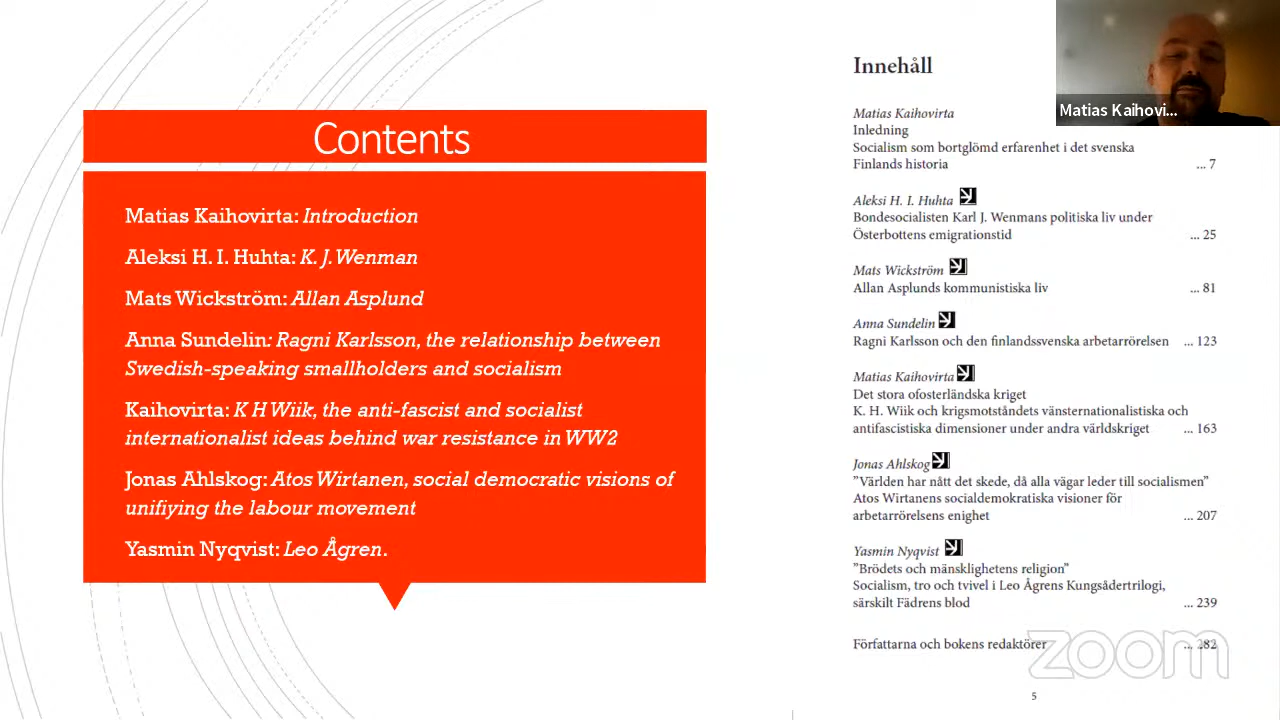 Contents
Matias Kaihovirta: Introduction
Aleksi H. I. Huhta: K. J. Wenman
Mats Wickström: Allan Asplund
Anna Sundelin: Ragni Karlsson, the relationship between
Swedish-speaking smallholders and socialism
Kaihovirta: K H Wiik, the anti-fascist and socialist
internationalist ideas behind war resistance in WW2
Jonas Ahlskog: Atos Wirtanen, social democratic visions of
unifiying the labour movement
Yasmin Nyqvist: Leo Ågren.
Innehåll
Matias Kaihovirta
Inledning
Socialism som bortglömd erfarenhet i det svenska
Finlands historia ... 7
Aleksi H. I. Huhta
Bondesocialisten Karl J. Wenmans politiska liv under
Österbottens emigrationstid ... 25
Mats Wickström
Allan Asplunds kommunistiska liv ... 81
Anna Sundelin
Ragni Karlsson och den finlandssvenska arbetarrörelsen ... 123
Matias Kaihovirta
Det stora ofosterländska kriget
K. H. Wiik och krigsmotståndets vänsternationalistiska och
antifascistiska dimensioner under andra världskriget ... 163
Jonas Ahlskog
”Världen har nått det skede, då alla vägar leder till socialismen”
Atos Wirtanens socialdemokratiska visioner för
arbetarrörelsens enighet ... 207
Yasmin Nyqvist
”Brödets och mänsklighetens religion”
Socialism, tro och tvivel i Leo Ågrens Kungsådertrilogi,
särskilt Fädrens blod ... 239
Författarna och bokens redaktörer ... 282
5
Matias Kaihovi...
zoom